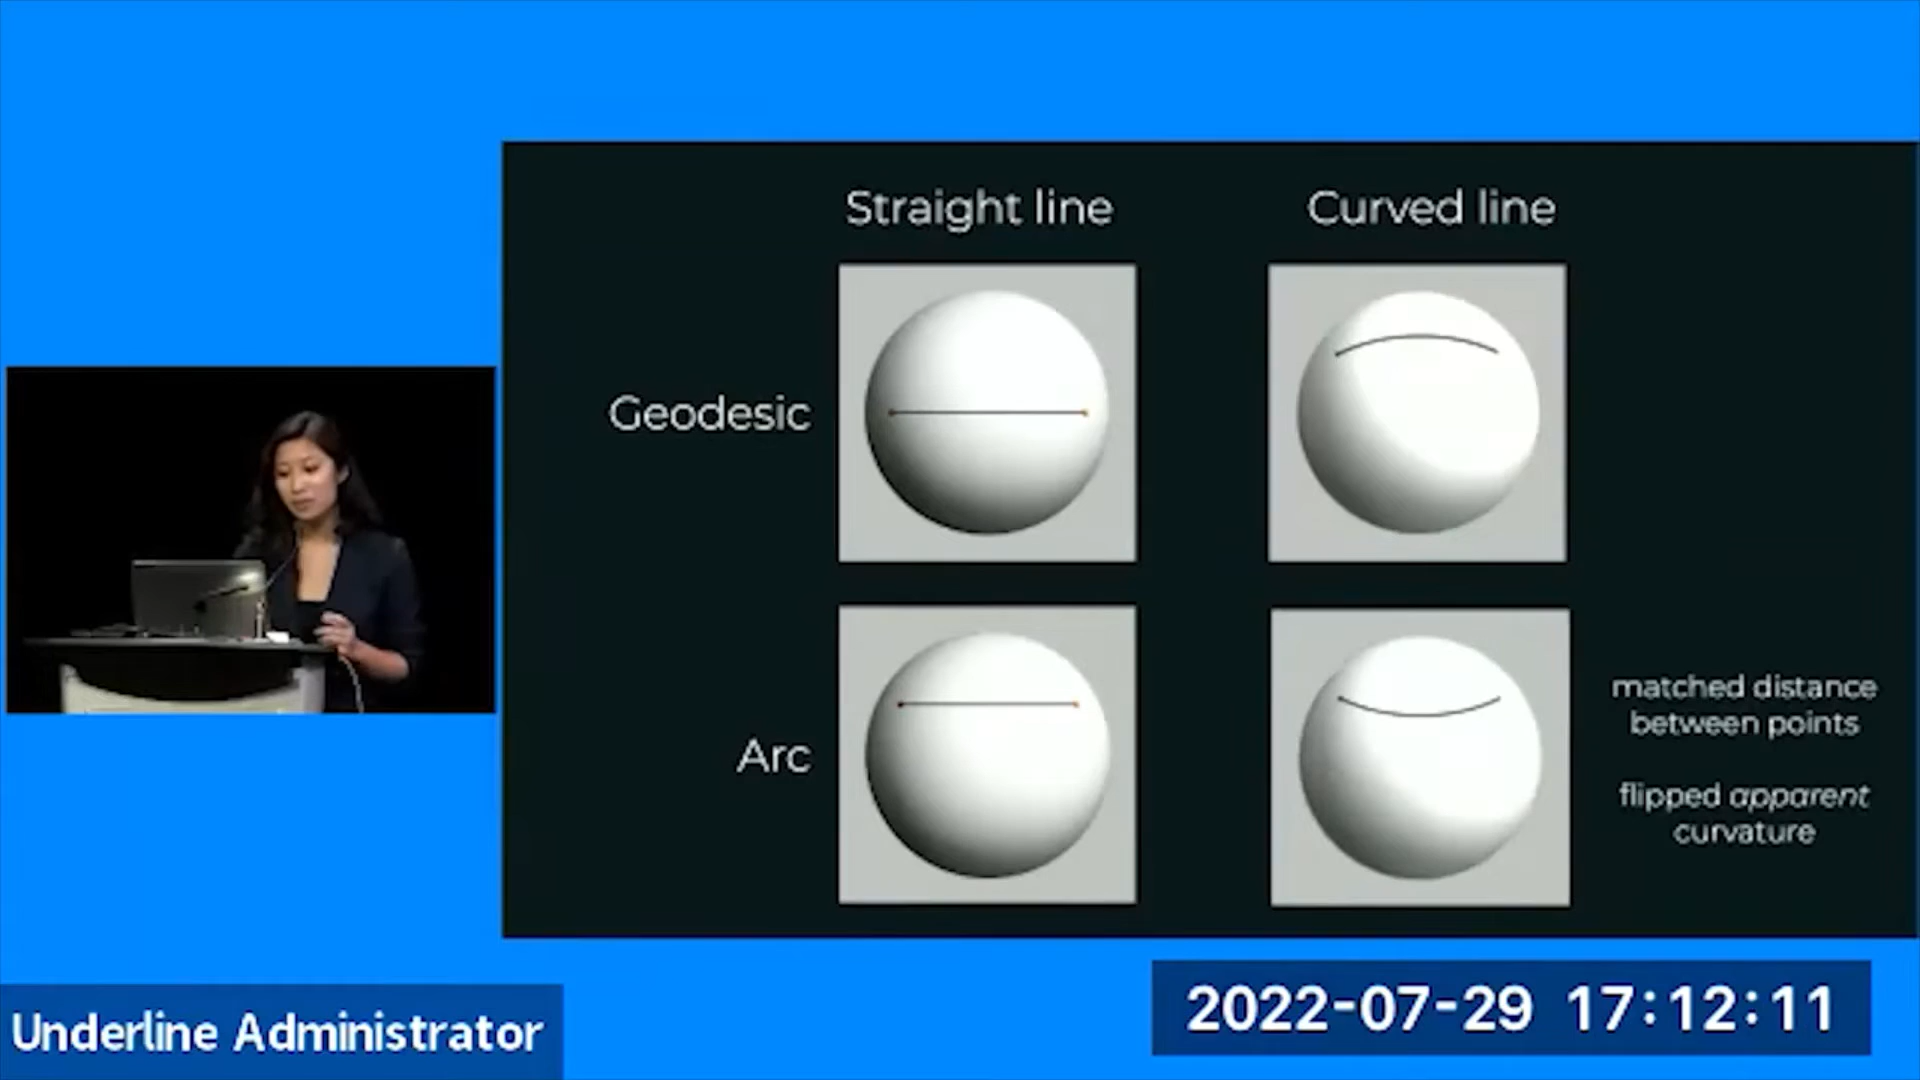 Straight line
Curved line
Geodesic
Arc
matched distance
between points
flipped apparent
curvature
Underline Administrator
2022-07-29 17:12:11